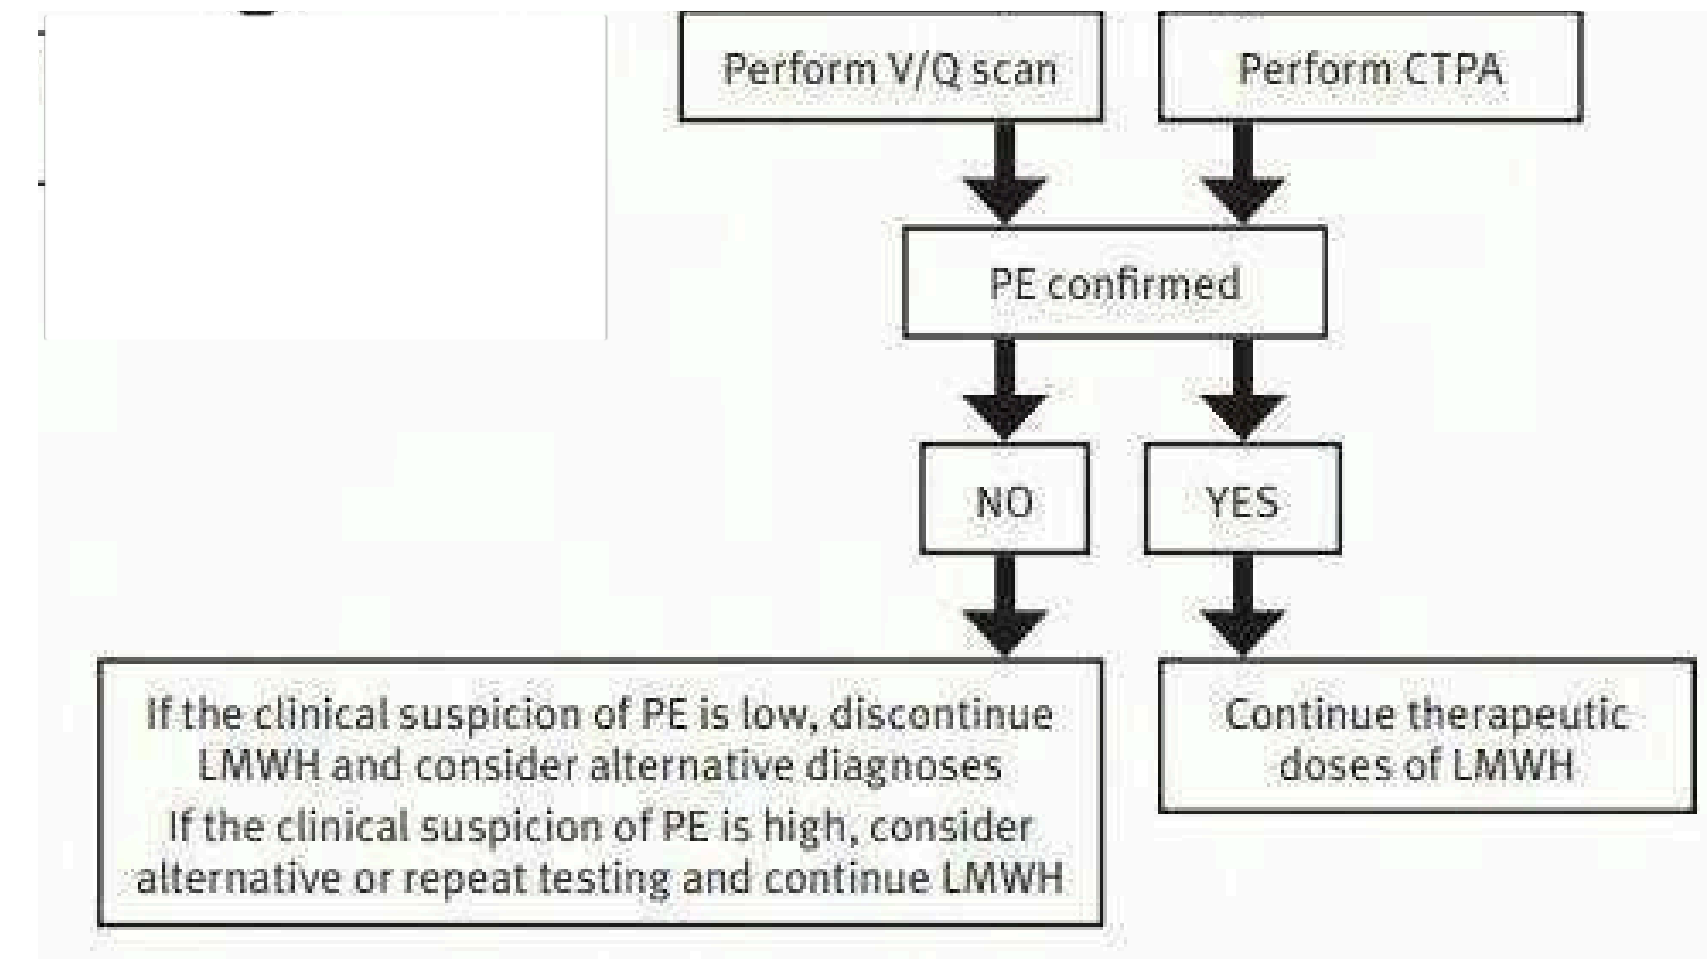 Perform V/Q scan
Perform CTPA
PE confirmed
NO
YES
If the clinical suspicion of PE is low, discontinue
LMWH and consider alternative diagnoses
If the clinical suspicion of PE is high, consider
alternative or repeat testing and continue LMWH
Continue therapeutic
doses of LMWH